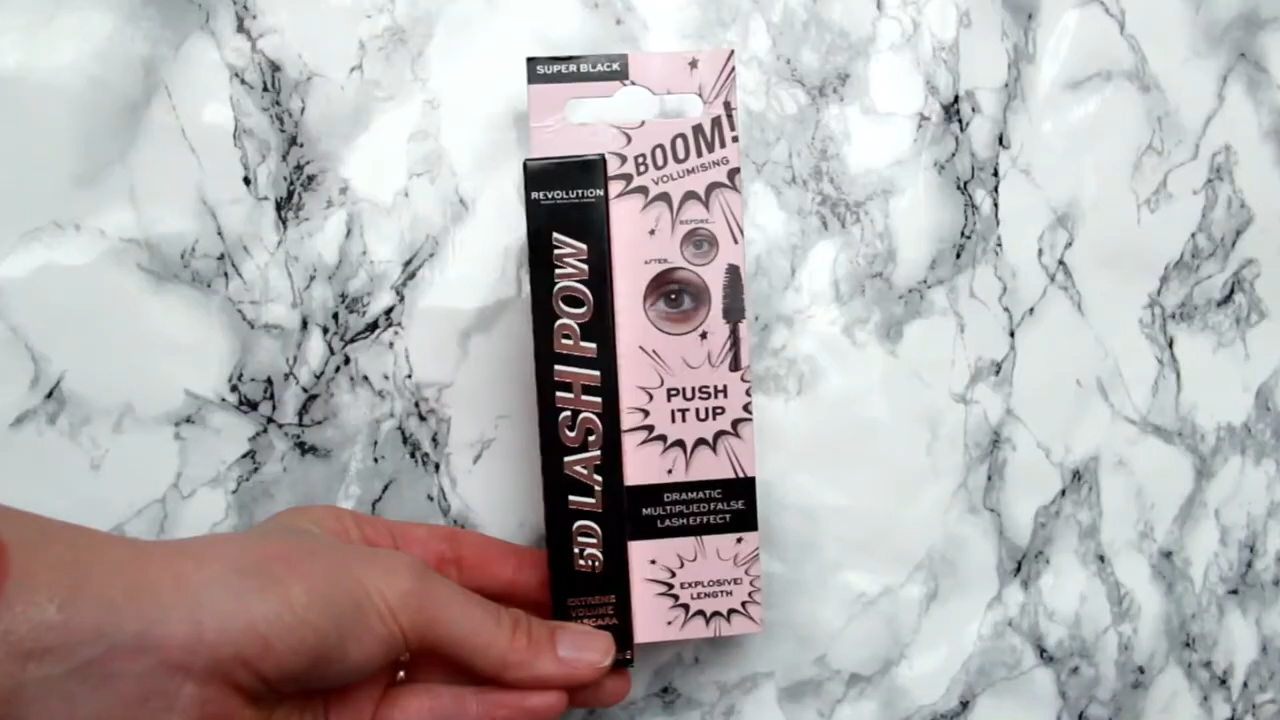 SUPER BLACK
BOOM!
VOLUMISING
REVOLUTION
BEFORE...
AFTER...
5D LASH POW
PUSH
IT UP
DRAMATIC
MULTIPLIED FALSE
LASH EFFECT
EXPLOSIVE!
LENGTH
EXTREME
VOLUME
MASCARA